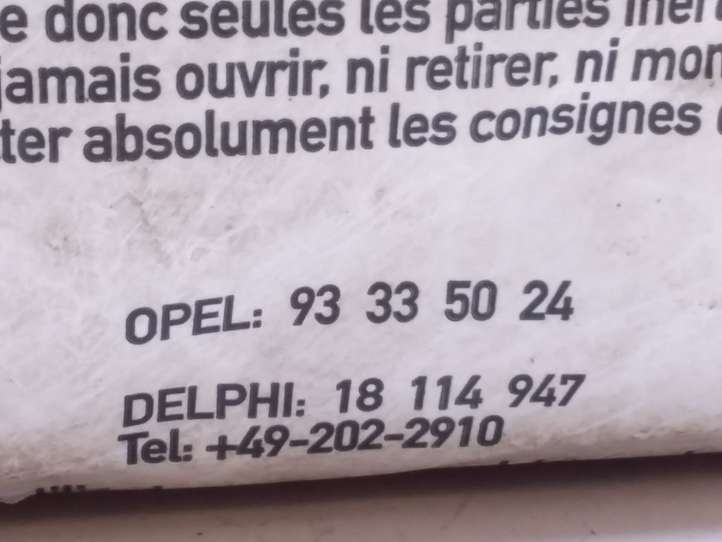 e donc seules les parties
jamais ouvrir, ni retirer, ni
ter absolument les consignes
OPEL: 93 33 50 24
DELPHI: 18 114 947
Tel: +49-202-2910